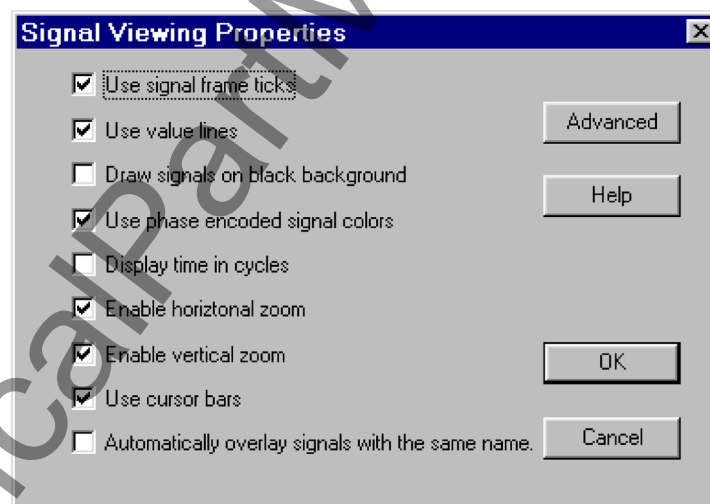 Signal Viewing Properties
Use signal frame ticks
Use value lines
Advanced
Draw signals on black background
Help
Use phase encoded signal colors
Display time in cycles
Enable horiztonal zoom
Enable vertical zoom
OK
Use cursor bars
Automatically overlay signals with the same name.
Cancel
icalPartM